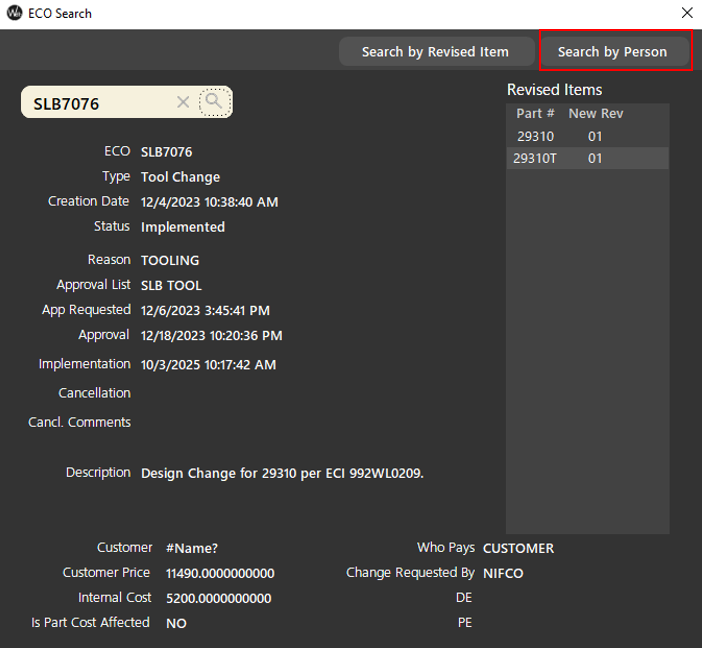 ECO Search
Search by Revised Item
Search by Person
SLB7076
Revised Items
Part # New Rev
29310 01
29310T 01
ECO SLB7076
Type Tool Change
Creation Date 12/4/2023 10:38:40 AM
Status Implemented
Reason TOOLING
Approval List SLB TOOL
App Requested 12/6/2023 3:45:41 PM
Approval 12/18/2023 10:20:36 PM
Implementation 10/3/2025 10:17:42 AM
Cancellation
Cancl. Comments
Description Design Change for 29310 per ECI 992WL0209.
Customer #Name?
Customer Price 11490.0000000000
Internal Cost 5200.0000000000
Is Part Cost Affected NO
Who Pays CUSTOMER
Change Requested By NIFCO
DE
PE